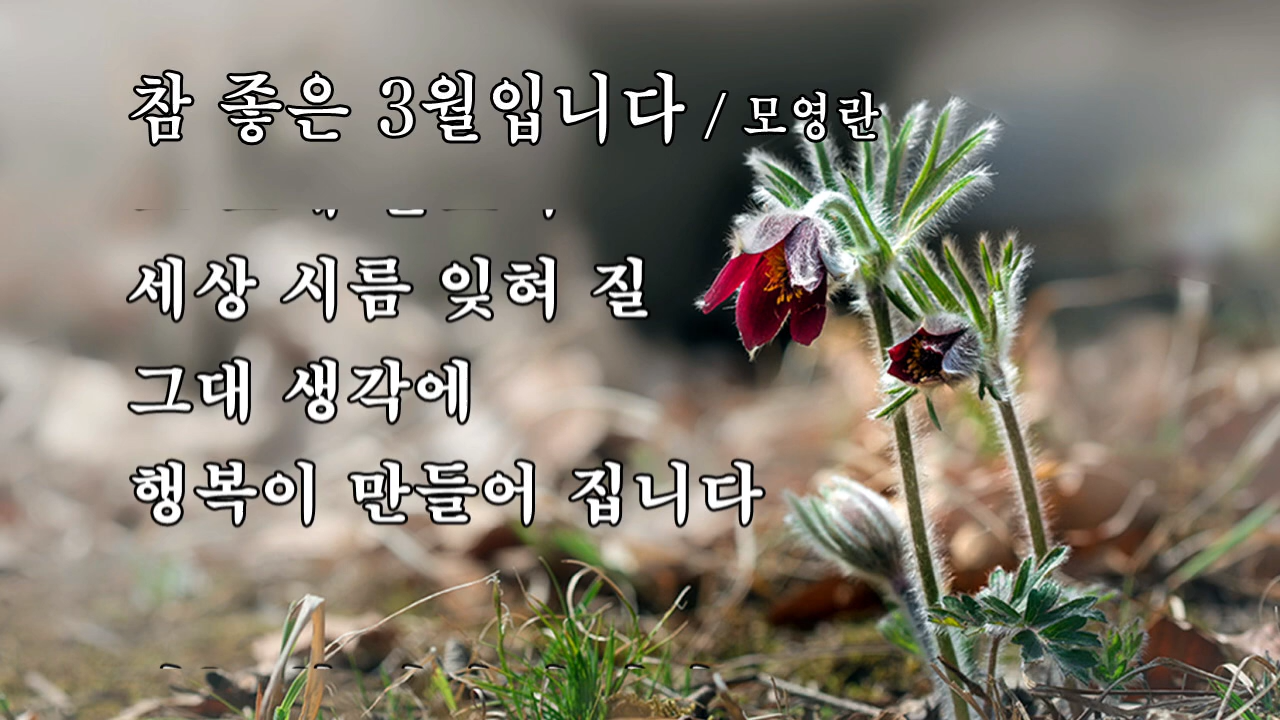 참 좋은 3월입니다 / 모영란
세상 시름 잊혀 질
그대 생각에
행복이 만들어 집니다